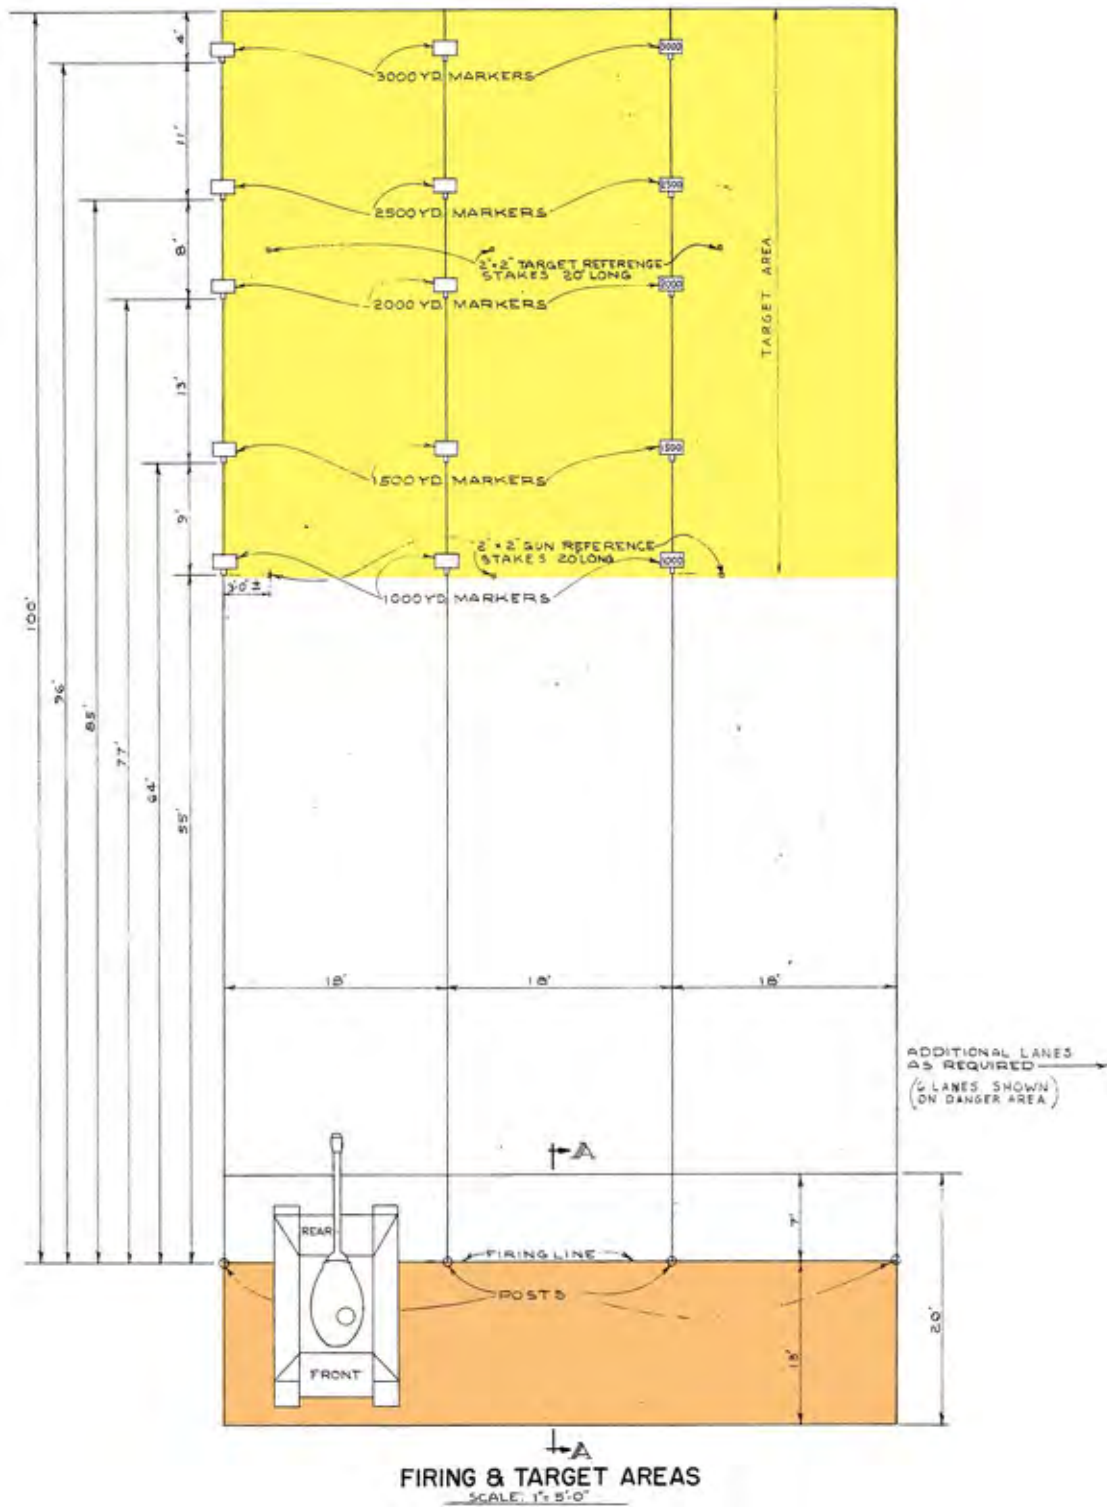 4'
3000
3000 YD. MARKERS
11'
2500
2500 YD. MARKERS
8'
2"x2" TARGET REFERENCE
STAKES 20" LONG
2000
2000 YD. MARKERS
TARGET AREA
13'
1500
1500 YD. MARKERS
9'
2"x2" GUN REFERENCE
STAKES 20" LONG
1000
1000 YD. MARKERS
100'
96'
85'
77'
64'
55'
18'
18'
18'
ADDITIONAL LANES
AS REQUIRED
(6 LANES SHOWN
ON DANGER AREA)
A
REAR
7'
FIRING LINE
POSTS
20'
13'
FRONT
A
FIRING & TARGET AREAS
SCALE: 1"=5'-0"